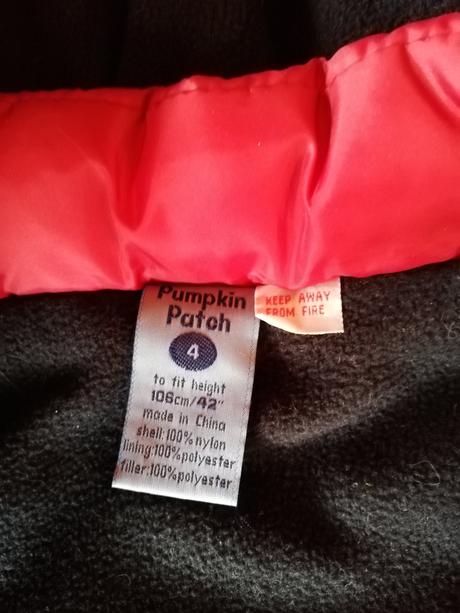 Pumpkin
Patch
4
to fit height
106cm/42"
made in China
shell:100%nylon
lining:100%polyester
filler:100%polyester
KEEP AWAY
FROM FIRE